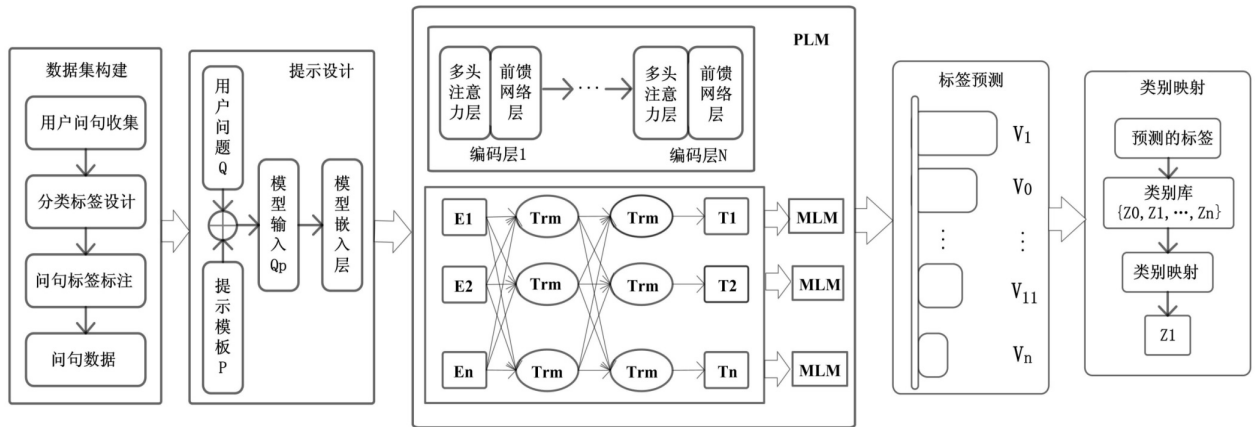 数据集构建
用户问句收集
分类标签设计
问句标签标注
问句数据
提示设计
用户问题Q
提示模板P
模型输入Qp
模型嵌入层
PLM
多头注意力层
前馈网络层
···
多头注意力层
前馈网络层
编码层1
编码层N
E1
Trm
Trm
T1
MLM
E2
Trm
Trm
T2
MLM
En
Trm
Trm
Tn
MLM
标签预测
V1
V0
⋮
⋮
V11
Vn
类别映射
预测的标签
类别库
{Z0,Z1,…,Zn}
类别映射
Z1